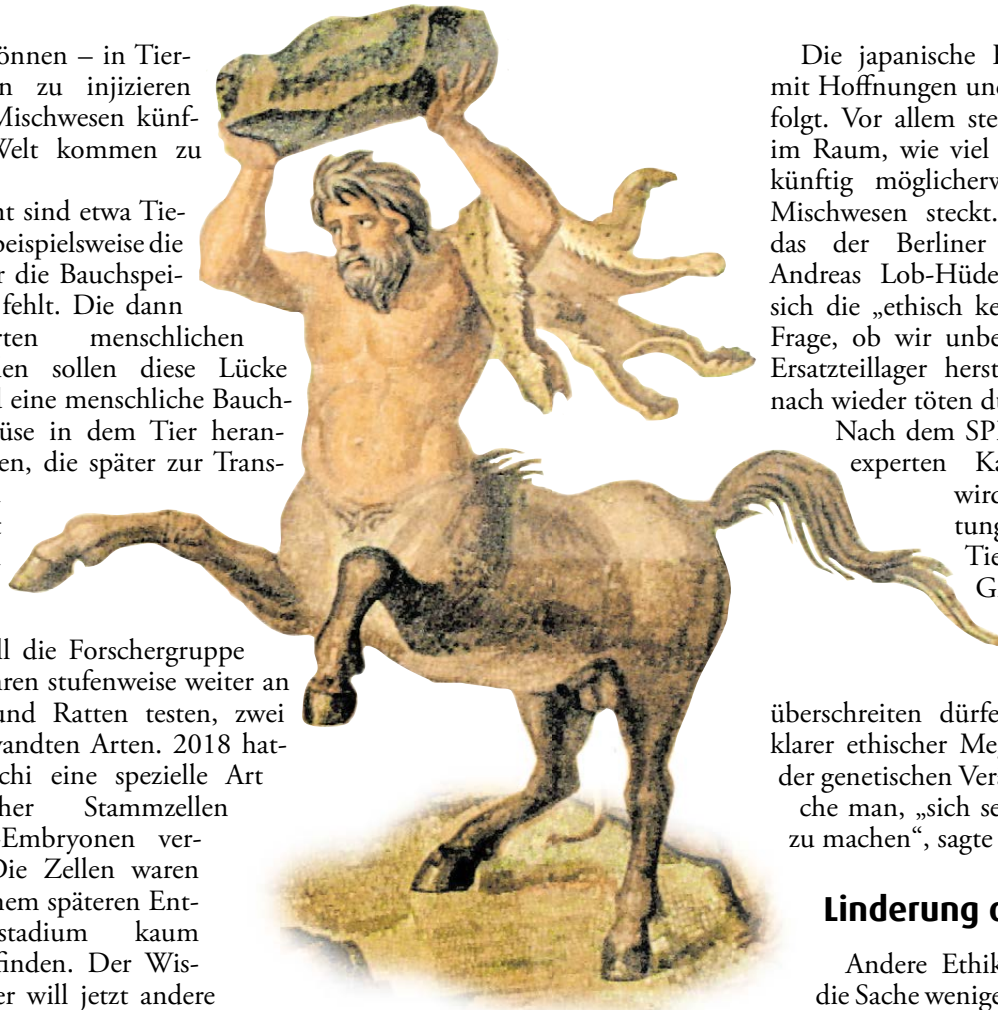 önnen – in Tier-
n zu injizieren
Mischwesen künf-
Welt kommen zu
nt sind etwa Tie-
beispielsweise die
r die Bauchspei-
fehlt. Die dann
rten menschlichen
en sollen diese Lücke
l eine menschliche Bauch-
üse in dem Tier heran-
en, die später zur Trans-
ll die Forschergruppe
hren stufenweise weiter an
und Ratten testen, zwei
wandten Arten. 2018 hat-
chi eine spezielle Art
cher Stammzellen
-Embryonen ver-
Die Zellen waren
nem späteren Ent-
stadium kaum
finden. Der Wis-
er will jetzt andere
Die japanische
mit Hoffnungen und
folgt. Vor allem ste
im Raum, wie viel
künftig möglicherw
Mischwesen steckt.
das der Berliner
Andreas Lob-Hüde
sich die „ethisch ke
Frage, ob wir unbe
Ersatzteillager herst
nach wieder töten d
Nach dem SP
experten Ka
wird
tung
Tie
G
überschreiten dürfe
klarer ethischer Me
der genetischen Vers
che man, „sich se
zu machen“, sagte
Linderung
Andere Ethik
die Sache wenige